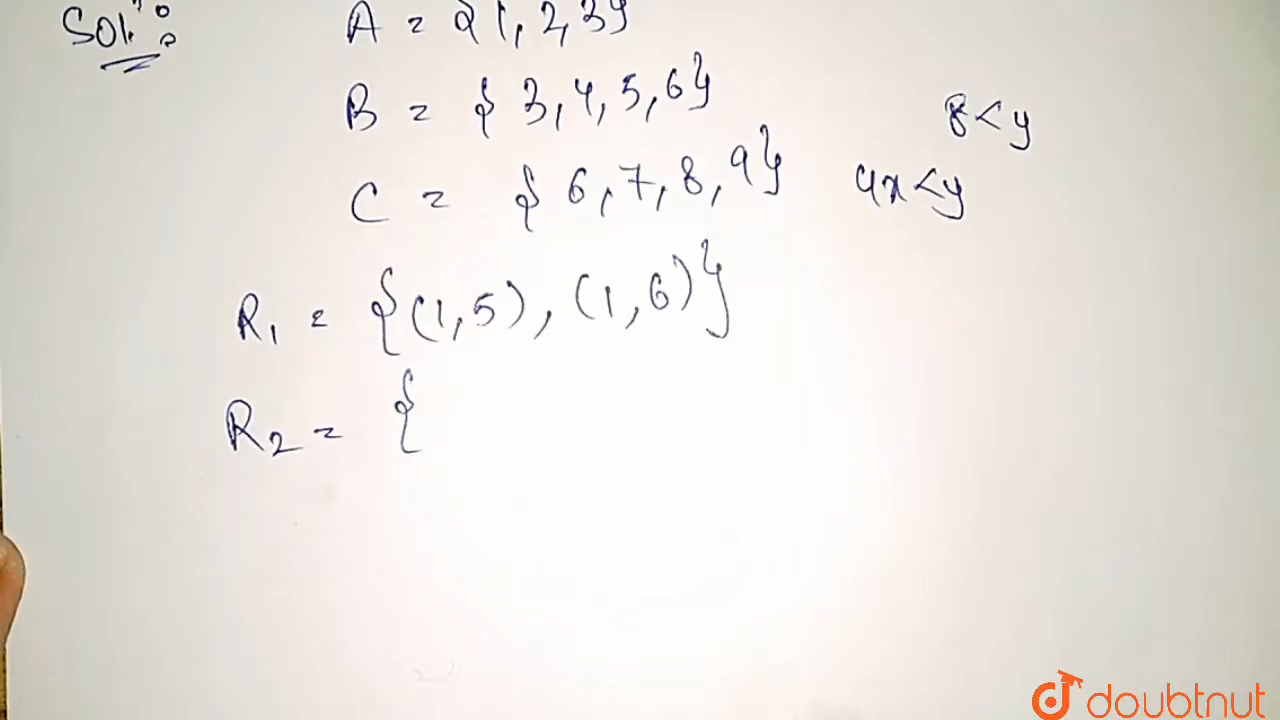 Sol.:
A = {1, 2, 3}
B = { 3, 4, 5, 6}
8 < y
C = { 6, 7, 8, 9}
4x < y
R1 = {(1, 5), (1, 6)}
R2 = {
doubtnut